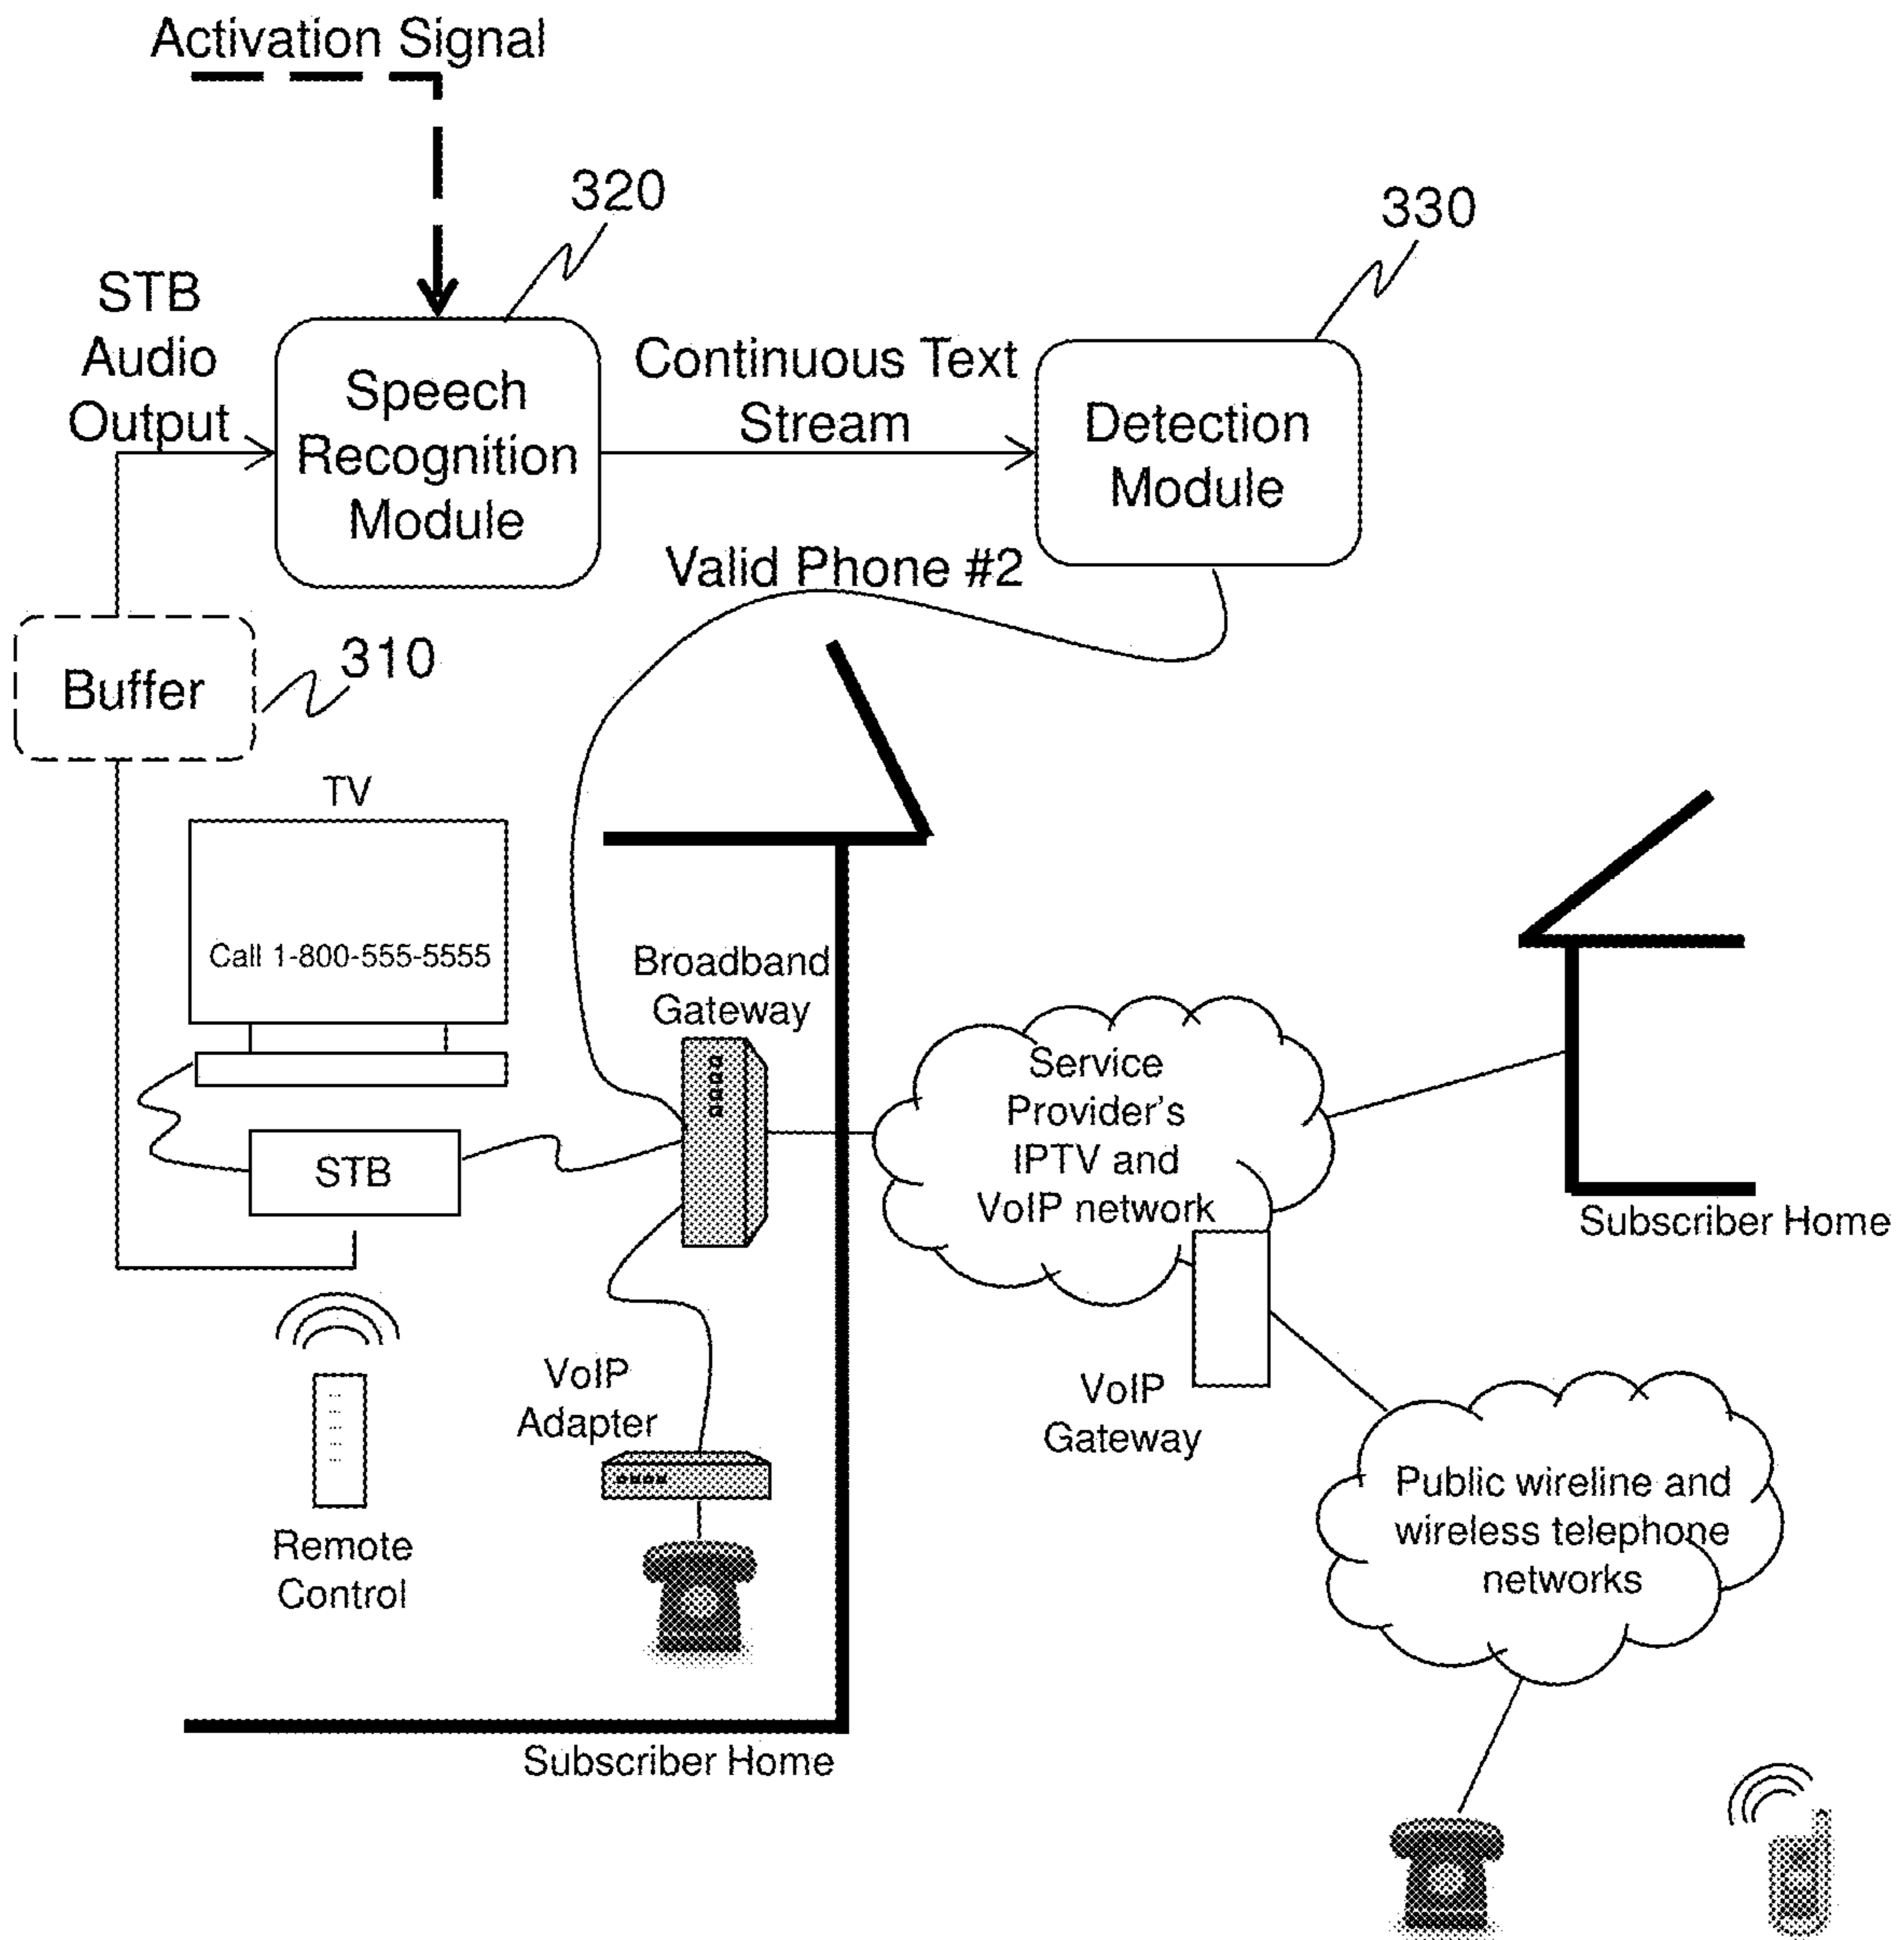 Activation Signal
320
330
STB
Audio
Output
Speech
Recognition
Module
Continuous Text
Stream
Detection
Module
Valid Phone #2
Buffer
310
TV
Call 1-800-555-5555
Broadband
Gateway
STB
Service
Provider's
IPTV and
VoIP network
Subscriber Home
VoIP
Adapter
VoIP
Gateway
Remote
Control
Public wireline and
wireless telephone
networks
Subscriber Home